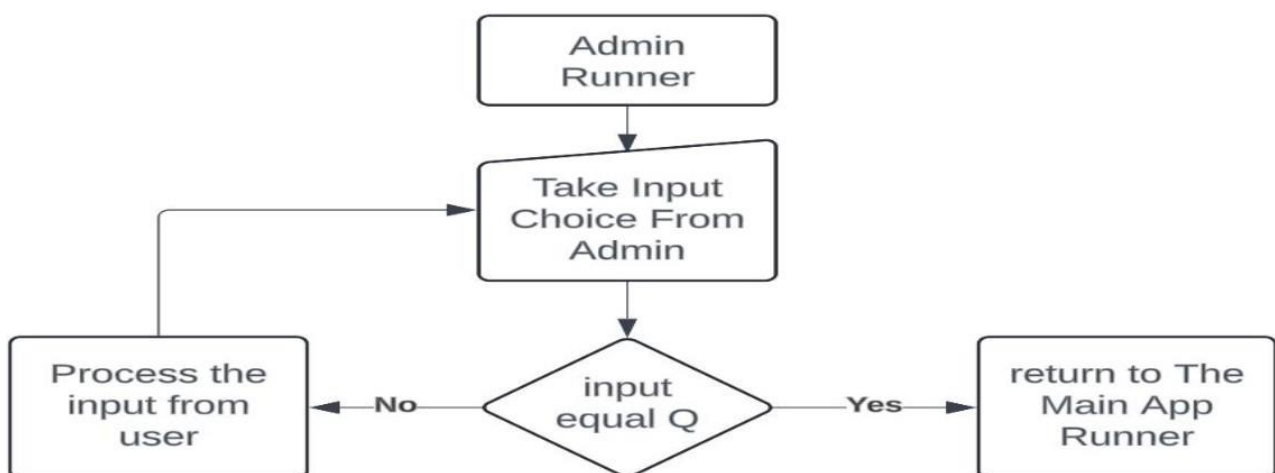 Admin
Runner
Take Input
Choice From
Admin
Process the
input from
user
No
input
equal Q
Yes
return to The
Main App
Runner